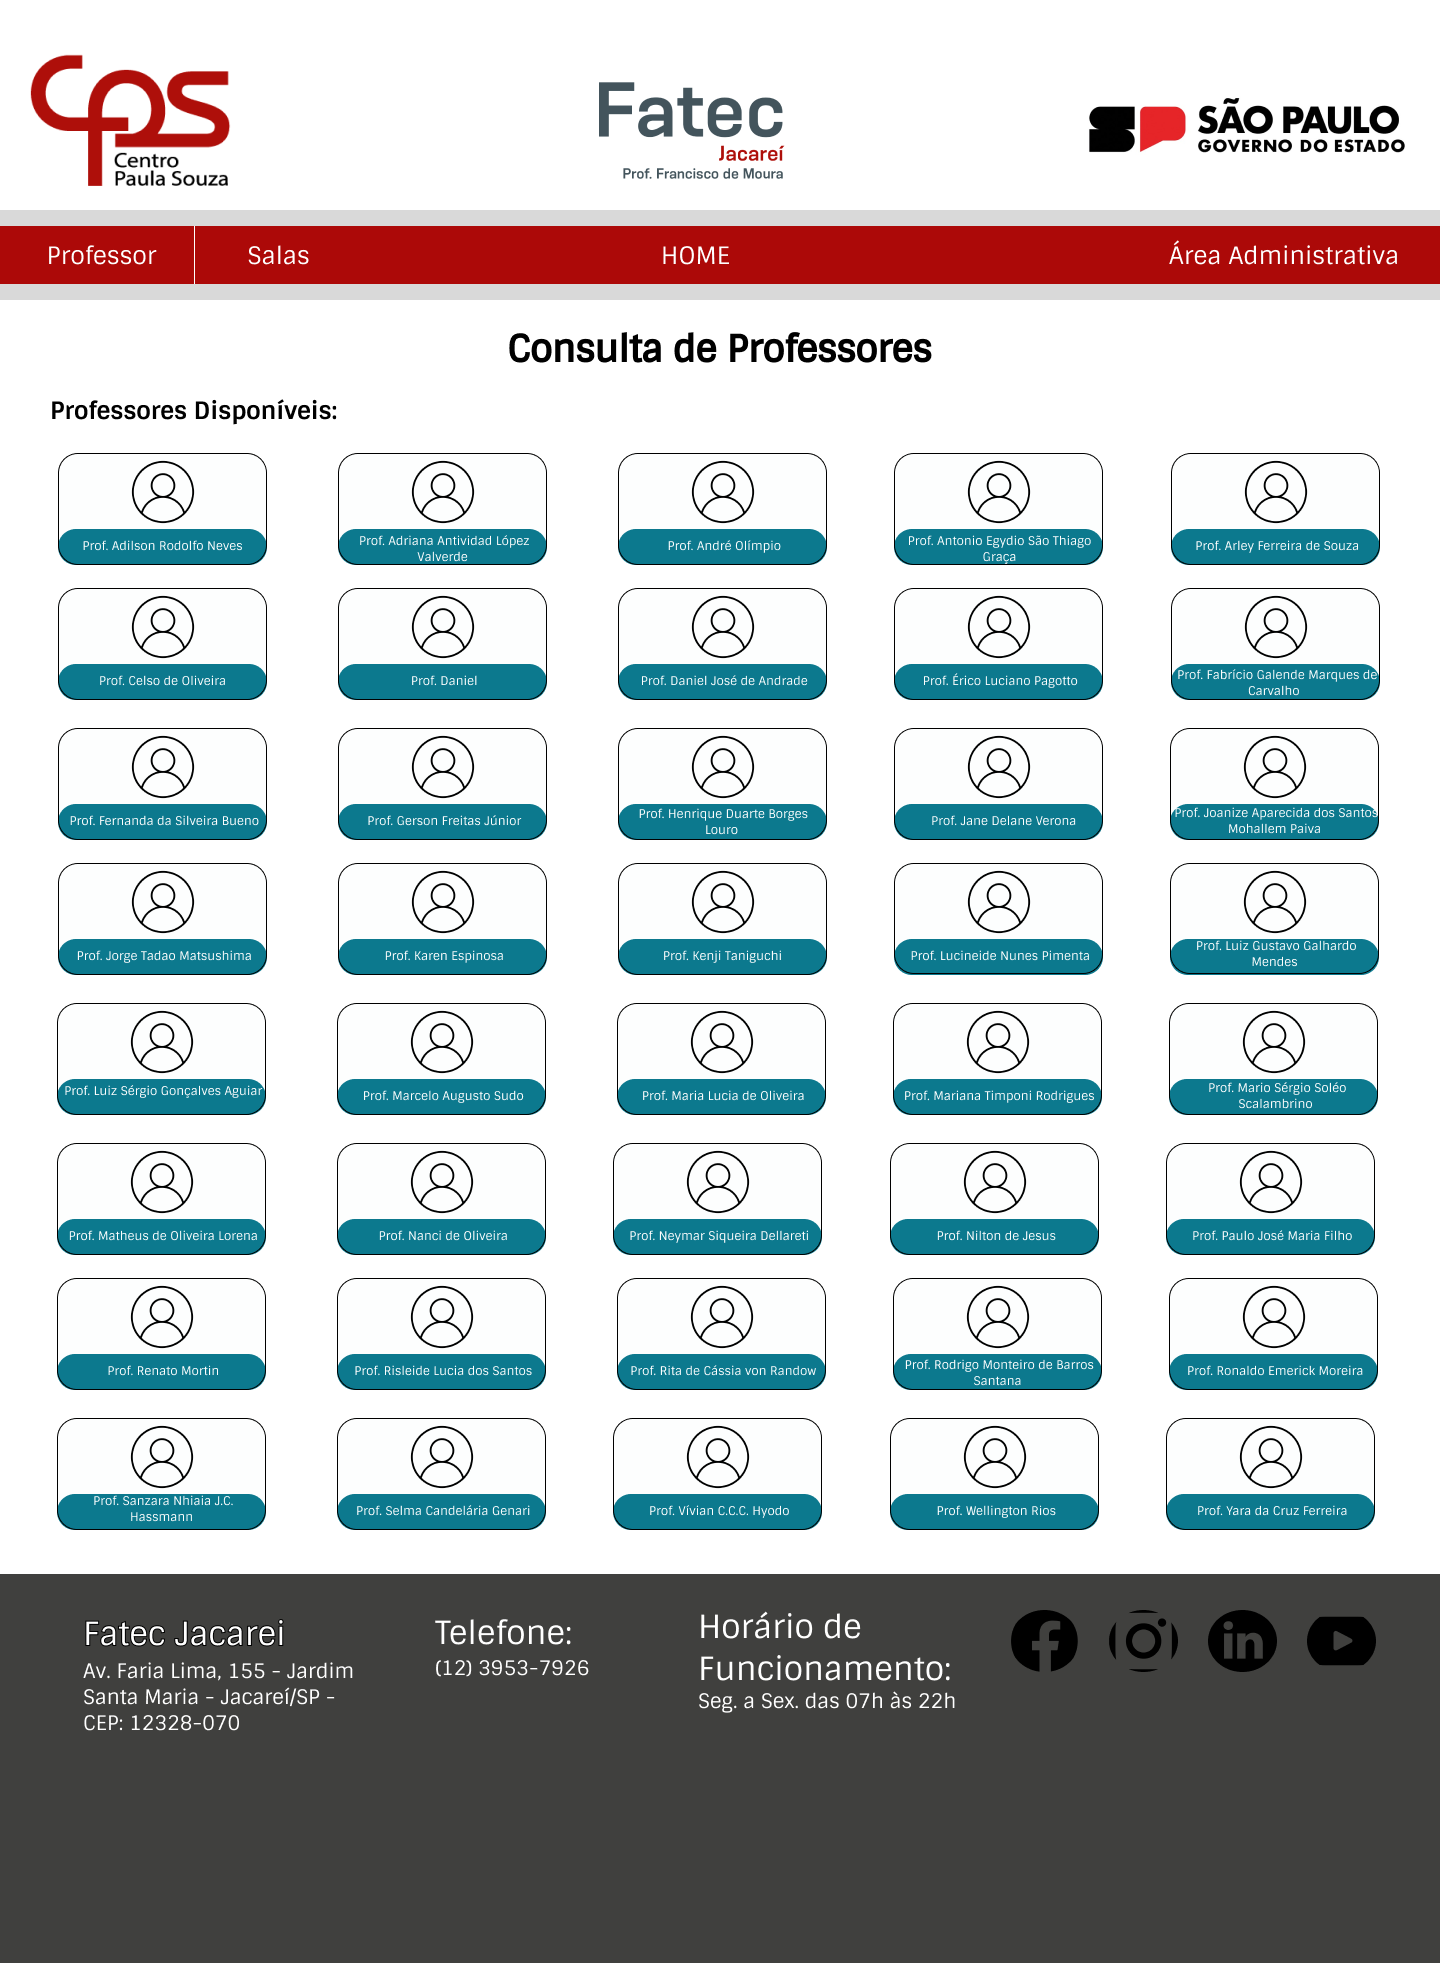 cps
Centro
Paula Souza
Fatec
Jacareí
Prof. Francisco de Moura
SP
SÃO PAULO
GOVERNO DO ESTADO
Professor
Salas
HOME
Área Administrativa
Consulta de Professores
Professores Disponíveis:
Prof. Adilson Rodolfo Neves
Prof. Adriana Antividad López
Valverde
Prof. André Olímpio
Prof. Antonio Egydio São Thiago
Graça
Prof. Arley Ferreira de Souza
Prof. Celso de Oliveira
Prof. Daniel
Prof. Daniel José de Andrade
Prof. Érico Luciano Pagotto
Prof. Fabrício Galende Marques de
Carvalho
Prof. Fernanda da Silveira Bueno
Prof. Gerson Freitas Júnior
Prof. Henrique Duarte Borges
Louro
Prof. Jane Delane Verona
Prof. Joanize Aparecida dos Santos
Mohallem Paiva
Prof. Jorge Tadao Matsushima
Prof. Karen Espinosa
Prof. Kenji Taniguchi
Prof. Lucineide Nunes Pimenta
Prof. Luiz Gustavo Galhardo
Mendes
Prof. Luiz Sérgio Gonçalves Aguiar
Prof. Marcelo Augusto Sudo
Prof. Maria Lucia de Oliveira
Prof. Mariana Timponi Rodrigues
Prof. Mario Sérgio Soléo
Scalambrino
Prof. Matheus de Oliveira Lorena
Prof. Nanci de Oliveira
Prof. Neymar Siqueira Dellareti
Prof. Nilton de Jesus
Prof. Paulo José Maria Filho
Prof. Renato Mortin
Prof. Risleide Lucia dos Santos
Prof. Rita de Cássia von Randow
Prof. Rodrigo Monteiro de Barros
Santana
Prof. Ronaldo Emerick Moreira
Prof. Sanzara Nhiaia J.C.
Hassmann
Prof. Selma Candelária Genari
Prof. Vívian C.C.C. Hyodo
Prof. Wellington Rios
Prof. Yara da Cruz Ferreira
Fatec Jacarei
Av. Faria Lima, 155 - Jardim
Santa Maria - Jacareí/SP -
CEP: 12328-070
Telefone:
(12) 3953-7926
Horário de
Funcionamento:
Seg. a Sex. das 07h às 22h